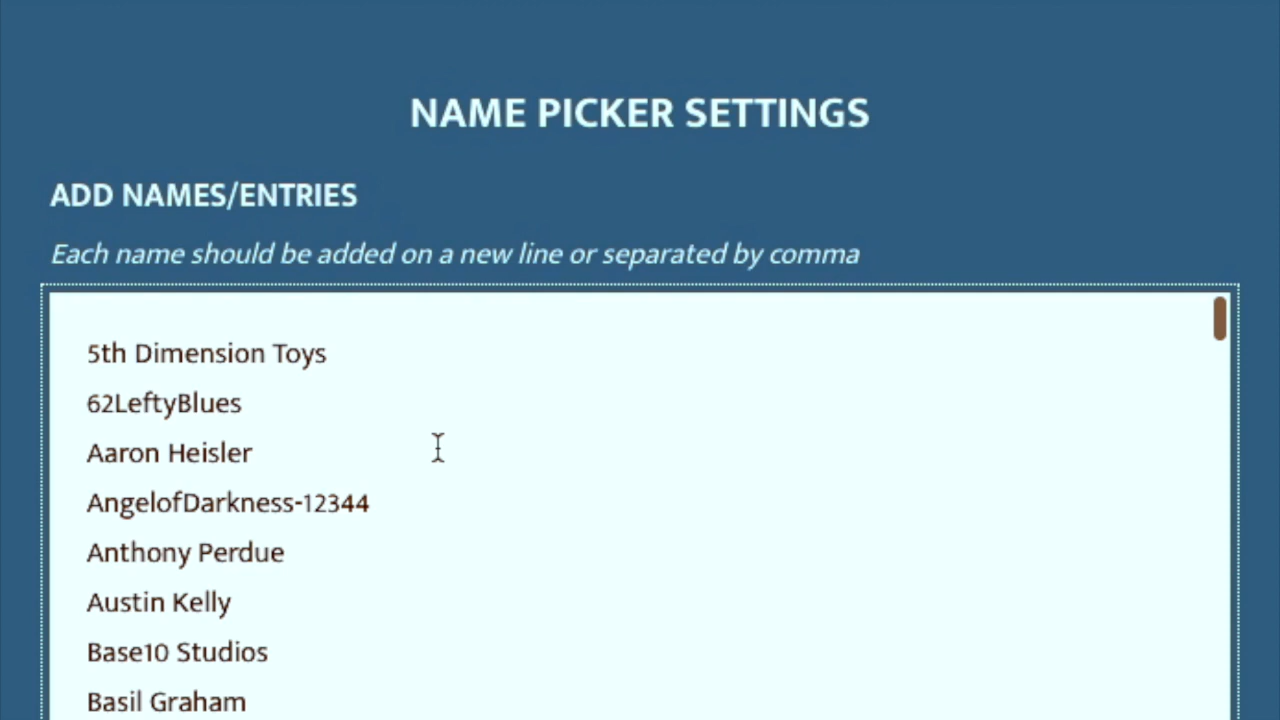 NAME PICKER SETTINGS
ADD NAMES/ENTRIES
Each name should be added on a new line or separated by comma
5th Dimension Toys
62LeftyBlues
Aaron Heisler
AngelofDarkness-12344
Anthony Perdue
Austin Kelly
Base10 Studios
Basil Graham